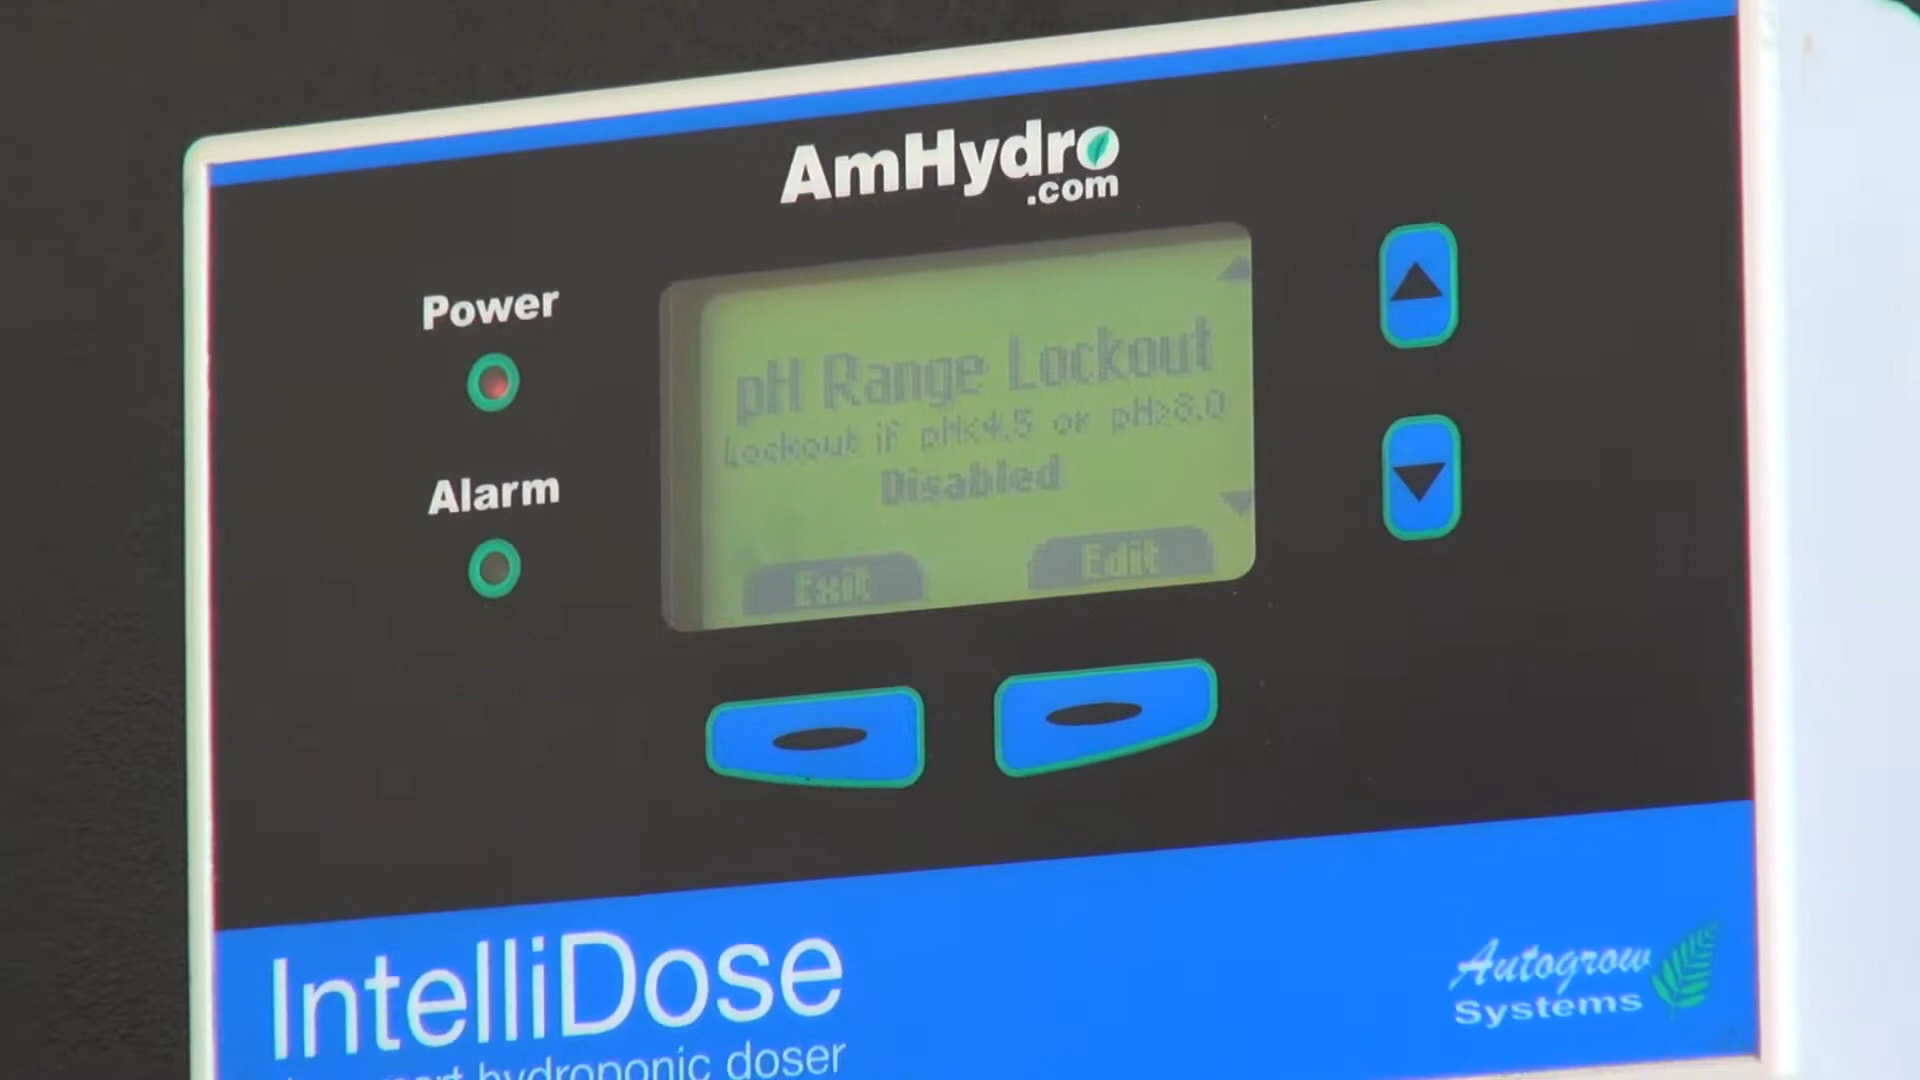 AmHydro
.com
Power
Alarm
pH Range Lockout
Lockout if pH<4.5 or pH>8.0
Disabled
Exit
Edit
IntelliDose
hydroponic doser
Autogrow
Systems